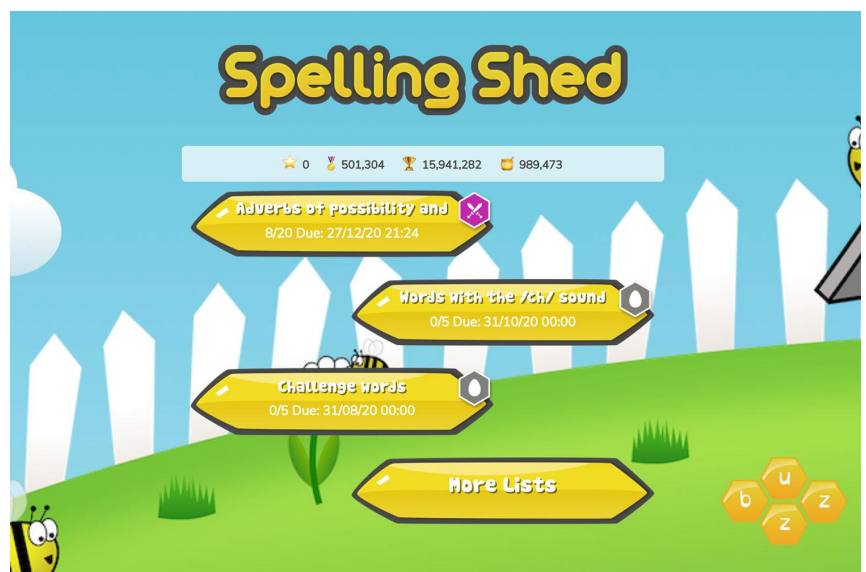 Spelling Shed
0 501,304 15,941,282 989,473
Adverbs of possibility and
8/20 Due: 27/12/20 21:24
Words with the /ch/ sound
0/5 Due: 31/10/20 00:00
Challenge words
0/5 Due: 31/08/20 00:00
More Lists
b u z z